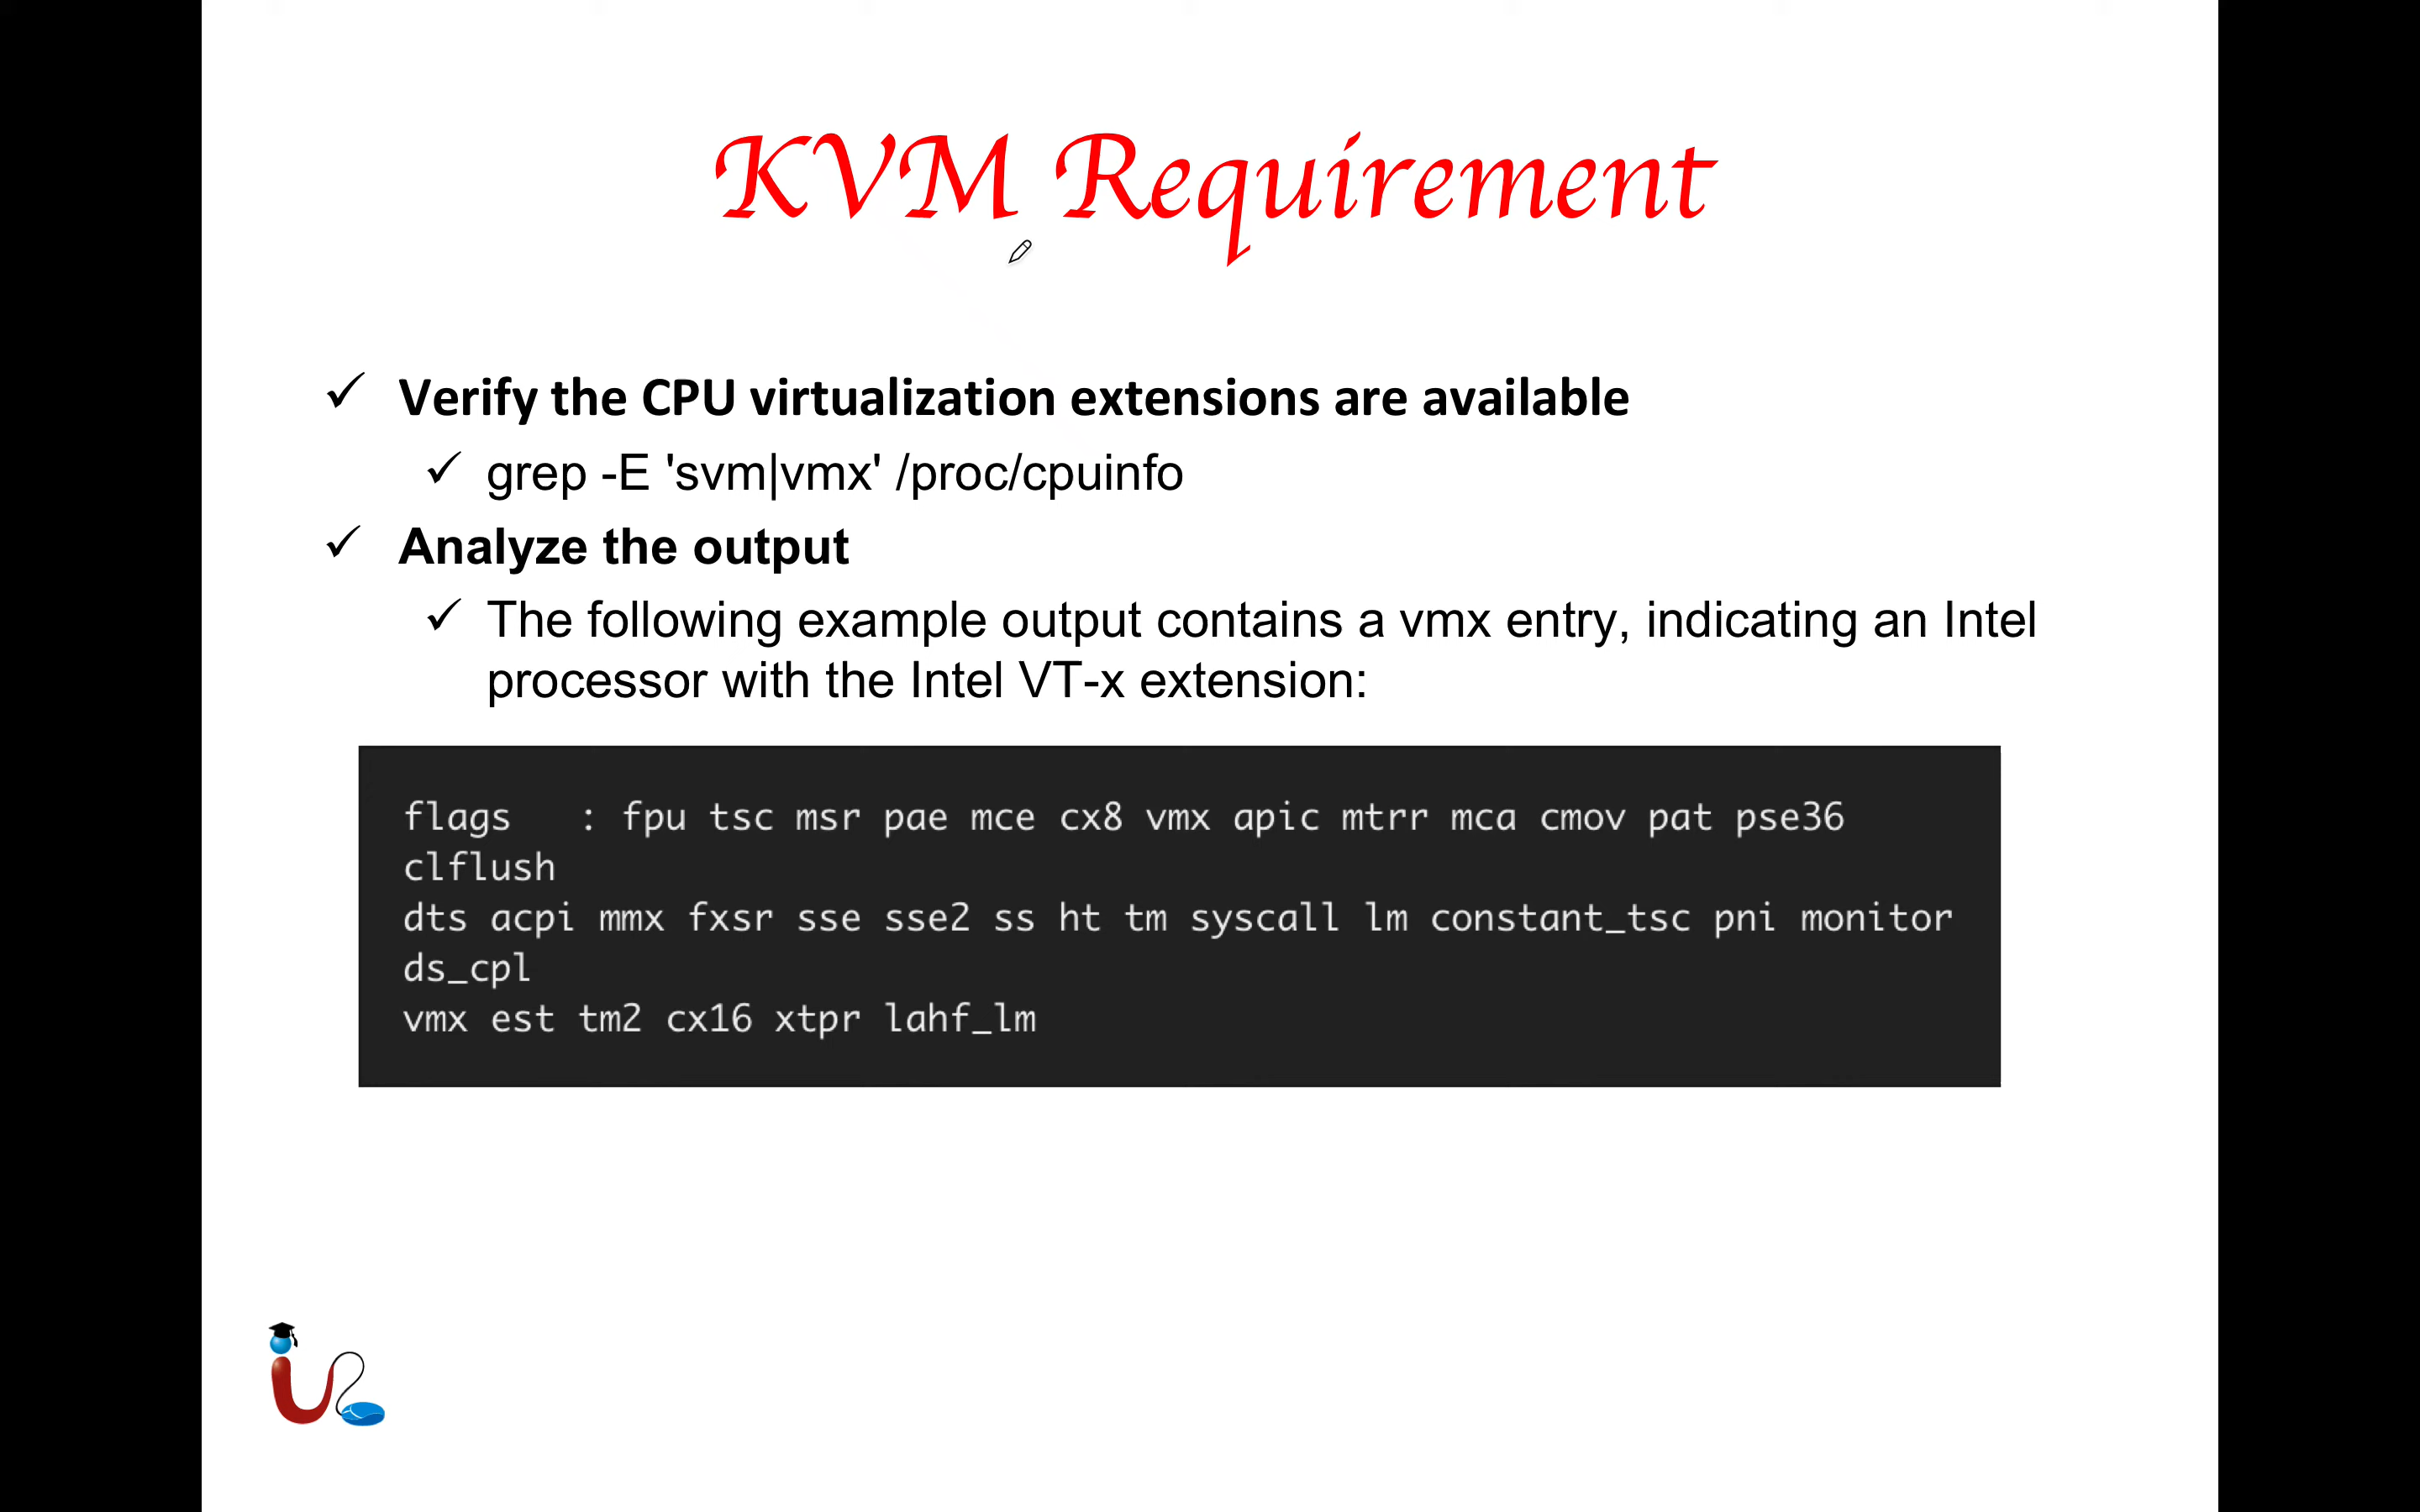 KVM Requirement
Verify the CPU virtualization extensions are available
grep -E 'svm|vmx' /proc/cpuinfo
Analyze the output
The following example output contains a vmx entry, indicating an Intel
processor with the Intel VT-x extension:
flags   : fpu tsc msr pae mce cx8 vmx apic mtrr mca cmov pat pse36
clflush
dts acpi mmx fxsr sse sse2 ss ht tm syscall lm constant_tsc pni monitor
ds_cpl
vmx est tm2 cx16 xtpr lahf_lm